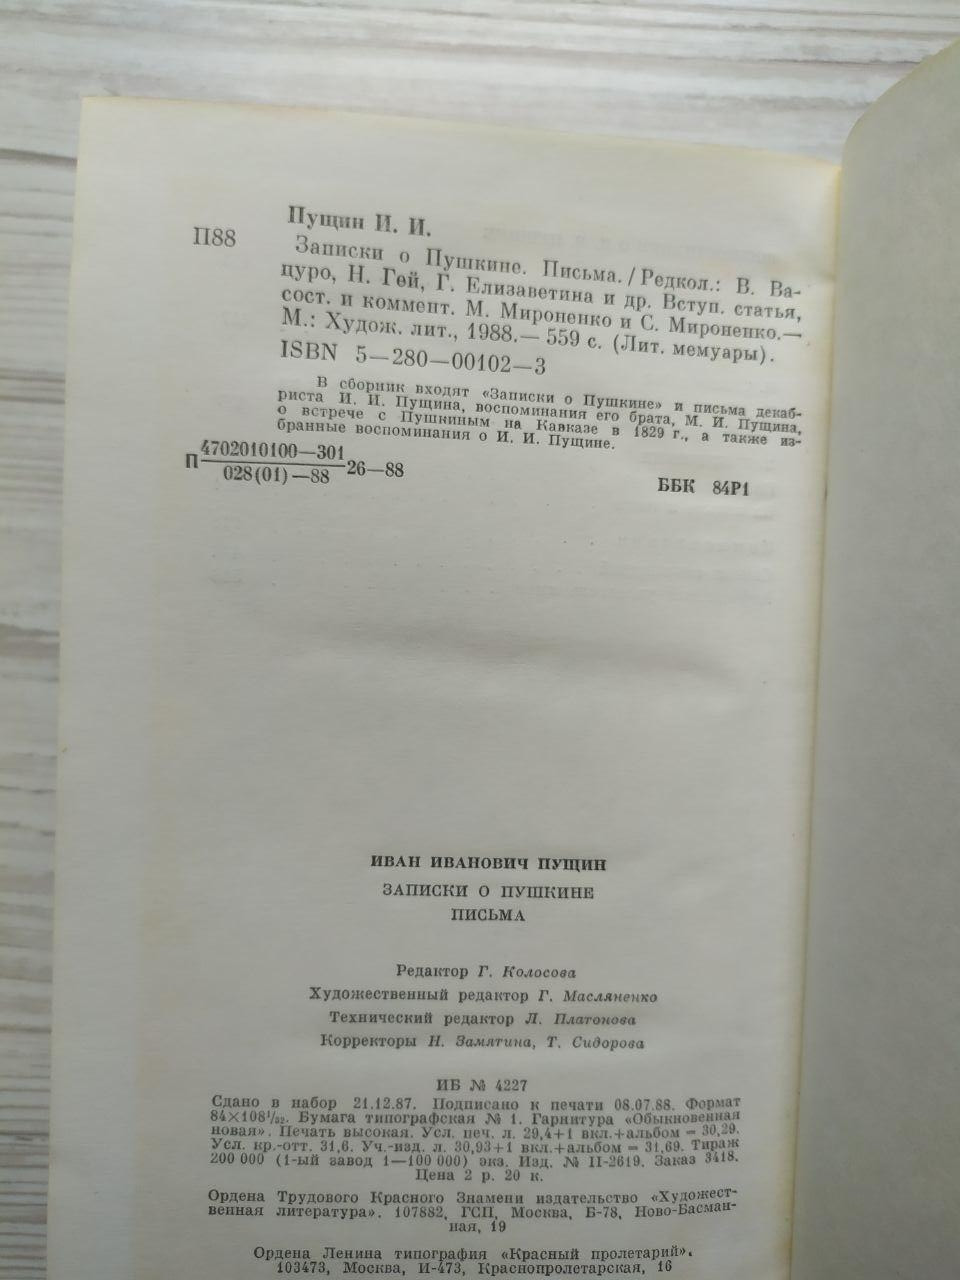 Пущин И. И.
П88
Записки о Пушкине. Письма. / Редкол.: В. Ва-
цуро, Н. Гей, Г. Елизаветина и др. Вступ. статья,
сост. и коммент. М. Мироненко и С. Мироненко.—
М.: Худож. лит., 1988.— 559 с. (Лит. мемуары).
ISBN 5—280—00102—3
В сборник входят «Записки о Пушкине» и письма декаб-
риста И. И. Пущина, воспоминания его брата, М. И. Пущина,
о встрече с Пушкиным на Кавказе в 1829 г., а также из-
бранные воспоминания о И. И. Пущине.
4702010100—301
П 26—88
028(01)—88
ББК 84Р1
ИВАН ИВАНОВИЧ ПУЩИН
ЗАПИСКИ О ПУШКИНЕ
ПИСЬМА
Редактор Г. Колосова
Художественный редактор Г. Масляненко
Технический редактор Л. Платонова
Корректоры Н. Замятина, Т. Сидорова
ИБ № 4227
Сдано в набор 21.12.87. Подписано к печати 08.07.88. Формат
84×108¹/₃₂. Бумага типографская № 1. Гарнитура «Обыкновенная
новая». Печать высокая. Усл. печ. л. 29,4+1 вкл.+альбом = 30,29.
Усл. кр.-отт. 31,6. Уч.-изд. л. 30,93+1 вкл.+альбом = 31,69. Тираж
200 000 (1-ый завод 1—100 000) экз. Изд. № II-2619. Заказ 3418.
Цена 2 р. 20 к.
Ордена Трудового Красного Знамени издательство «Художест-
венная литература». 107882, ГСП, Москва, Б-78, Ново-Басман-
ная, 19
Ордена Ленина типография «Красный пролетарий».
103473, Москва, И-473, Краснопролетарская, 16